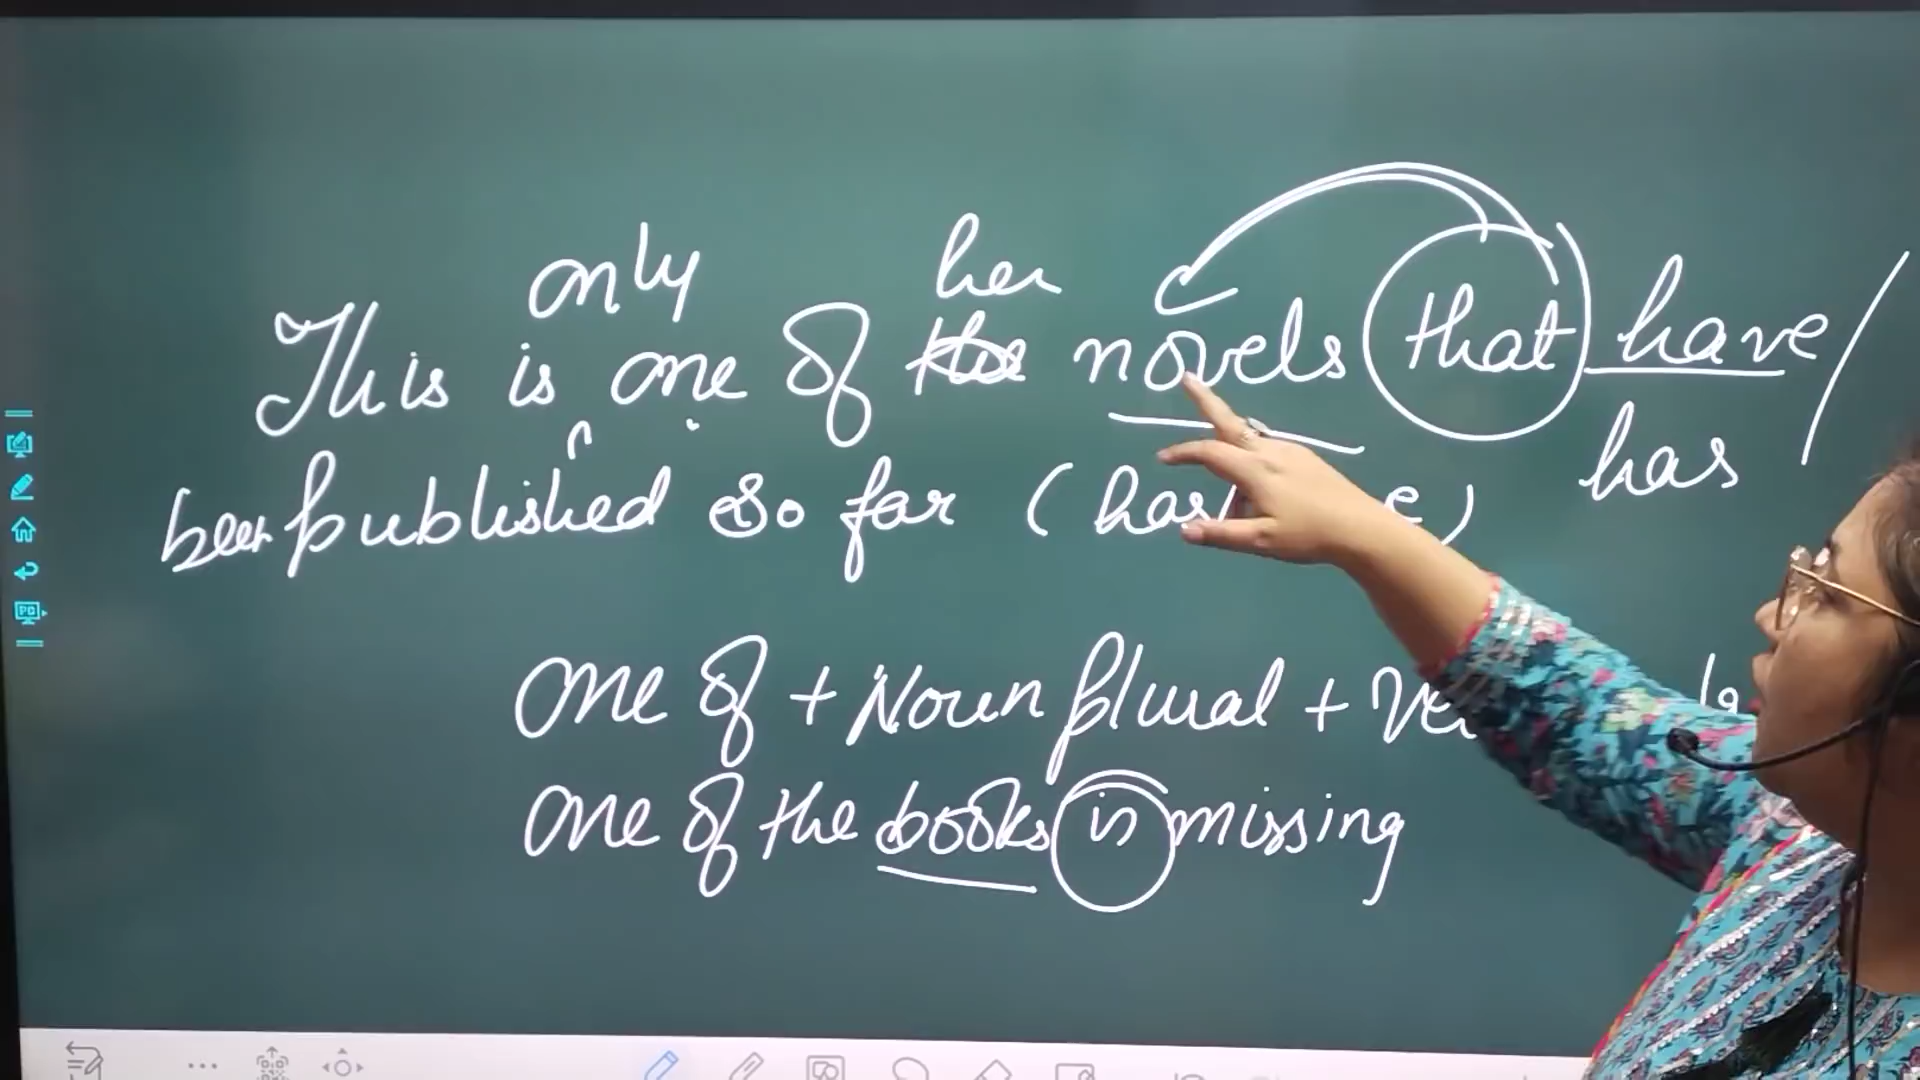 only her
This is one of the novels that have/
has
been published so far (has
one of + Noun plural +
one of the books is missing